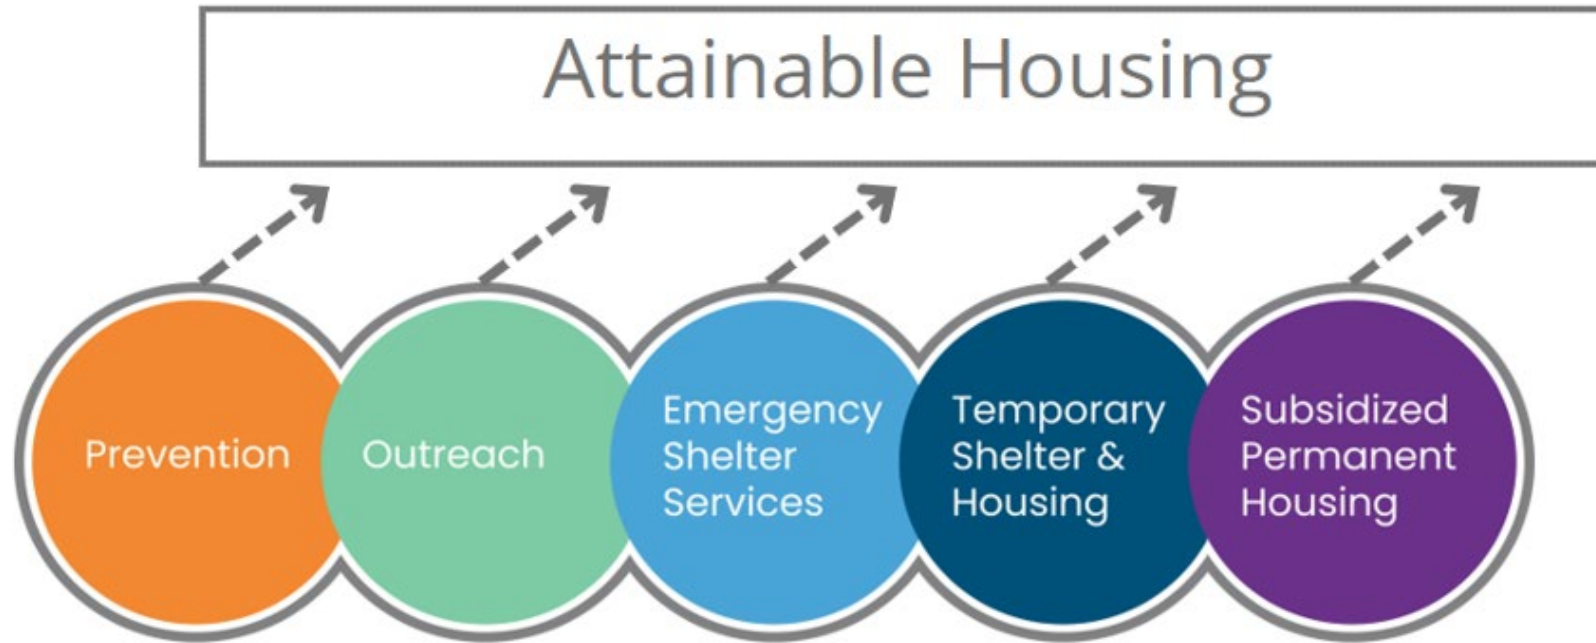 Attainable Housing
Prevention
Outreach
Emergency
Shelter
Services
Temporary
Shelter &
Housing
Subsidized
Permanent
Housing